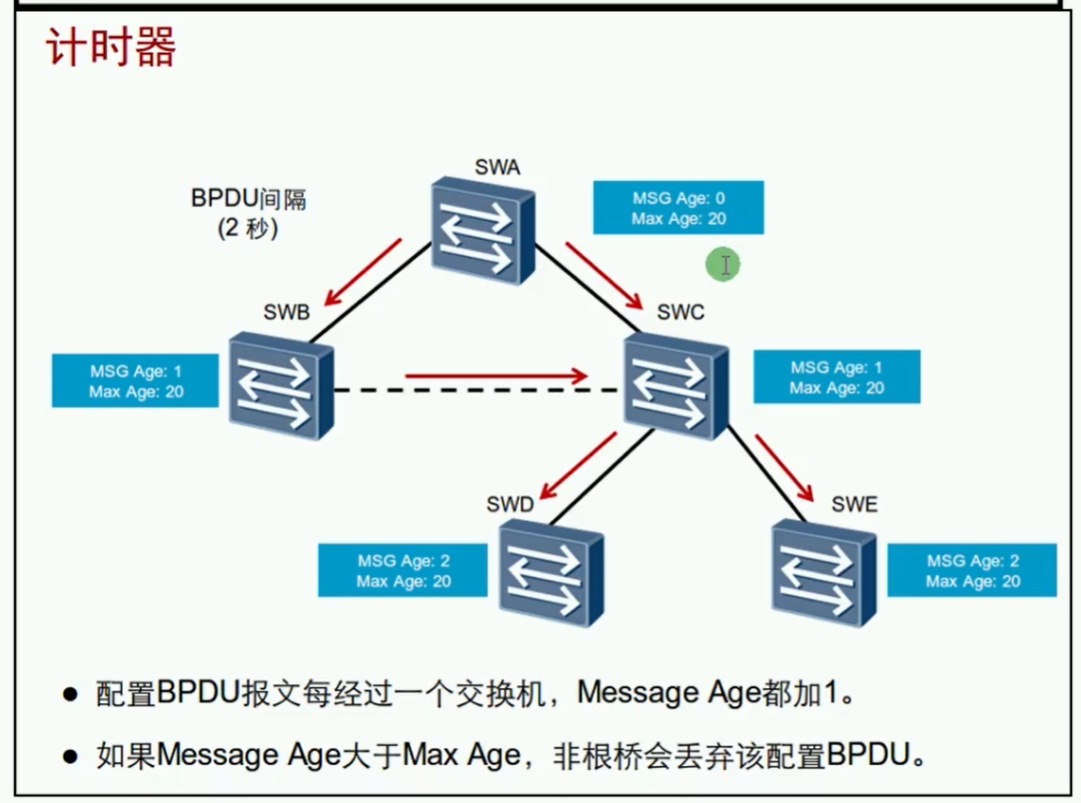 计时器
SWA
BPDU间隔
(2 秒)
MSG Age: 0
Max Age: 20
SWB
SWC
MSG Age: 1
Max Age: 20
MSG Age: 1
Max Age: 20
SWD
SWE
MSG Age: 2
Max Age: 20
MSG Age: 2
Max Age: 20
● 配置BPDU报文每经过一个交换机，Message Age都加1。
● 如果Message Age大于Max Age，非根桥会丢弃该配置BPDU。